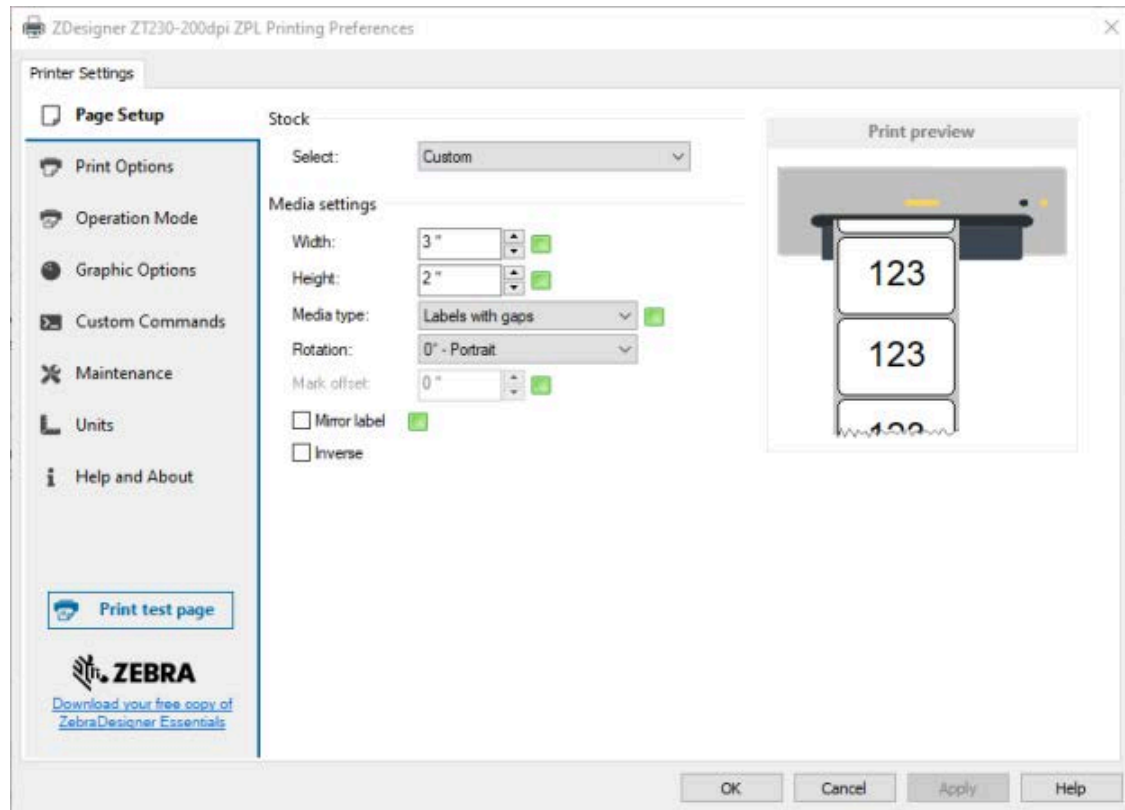 ZDesigner ZT230-200dpi ZPL Printing Preferences
Printer Settings
Page Setup
Print Options
Operation Mode
Graphic Options
Custom Commands
Maintenance
Units
Help and About
Print test page
ZEBRA
Download your free copy of
ZebraDesigner Essentials
Stock
Select: Custom
Media settings
Width: 3 "
Height: 2 "
Media type: Labels with gaps
Rotation: 0° - Portrait
Mark offset: 0 "
Mirror label
Inverse
Print preview
123
123
123
OK Cancel Apply Help